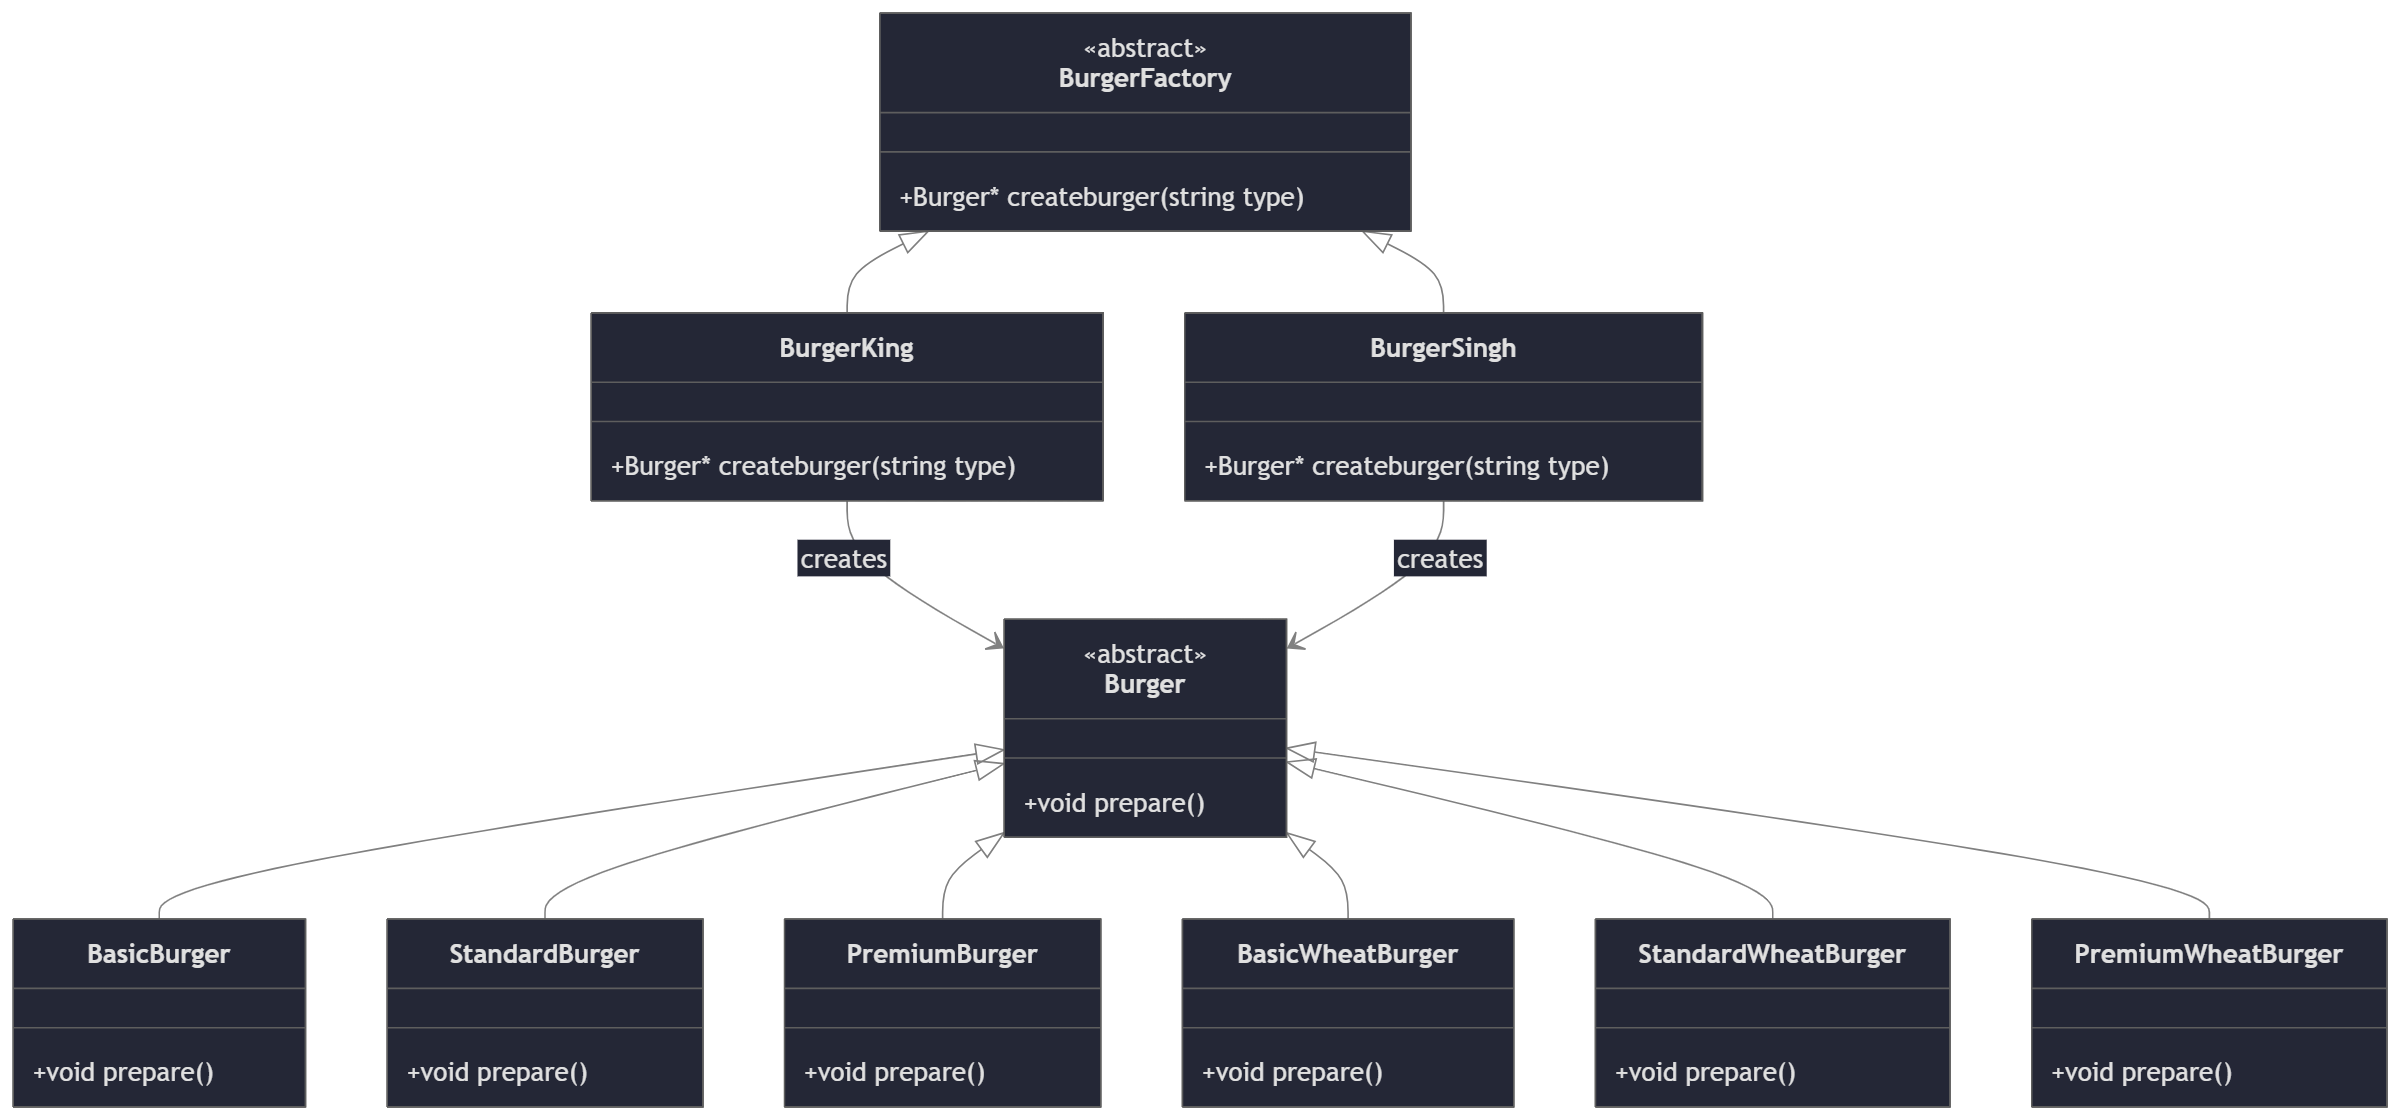 «abstract»
BurgerFactory
+Burger* createburger(string type)
BurgerKing
+Burger* createburger(string type)
BurgerSingh
+Burger* createburger(string type)
creates
creates
«abstract»
Burger
+void prepare()
BasicBurger
+void prepare()
StandardBurger
+void prepare()
PremiumBurger
+void prepare()
BasicWheatBurger
+void prepare()
StandardWheatBurger
+void prepare()
PremiumWheatBurger
+void prepare()